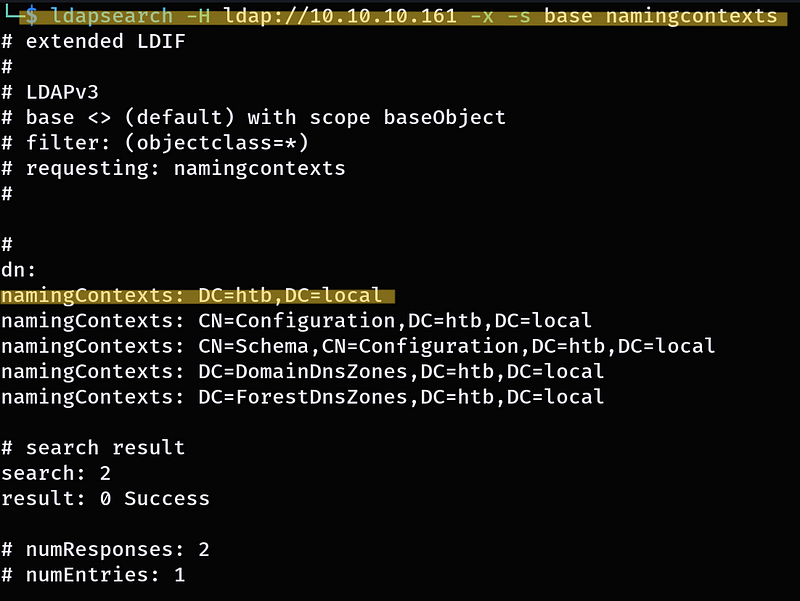 └─$ ldapsearch -H ldap://10.10.10.161 -x -s base namingcontexts
# extended LDIF
#
# LDAPv3
# base <> (default) with scope baseObject
# filter: (objectclass=*)
# requesting: namingcontexts
#
#
dn:
namingContexts: DC=htb,DC=local
namingContexts: CN=Configuration,DC=htb,DC=local
namingContexts: CN=Schema,CN=Configuration,DC=htb,DC=local
namingContexts: DC=DomainDnsZones,DC=htb,DC=local
namingContexts: DC=ForestDnsZones,DC=htb,DC=local
# search result
search: 2
result: 0 Success
# numResponses: 2
# numEntries: 1